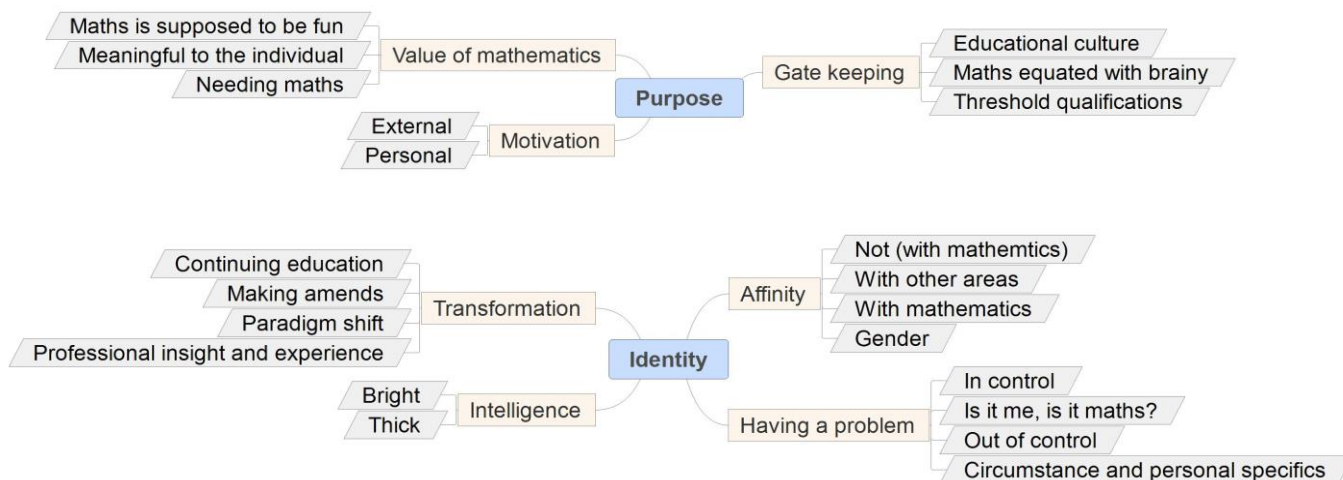 Maths is supposed to be fun
Meaningful to the individual
Needing maths
Value of mathematics
External
Personal
Motivation
Purpose
Gate keeping
Educational culture
Maths equated with brainy
Threshold qualifications
Continuing education
Making amends
Paradigm shift
Professional insight and experience
Transformation
Bright
Thick
Intelligence
Identity
Affinity
Not (with mathemtics)
With other areas
With mathematics
Gender
Having a problem
In control
Is it me, is it maths?
Out of control
Circumstance and personal specifics